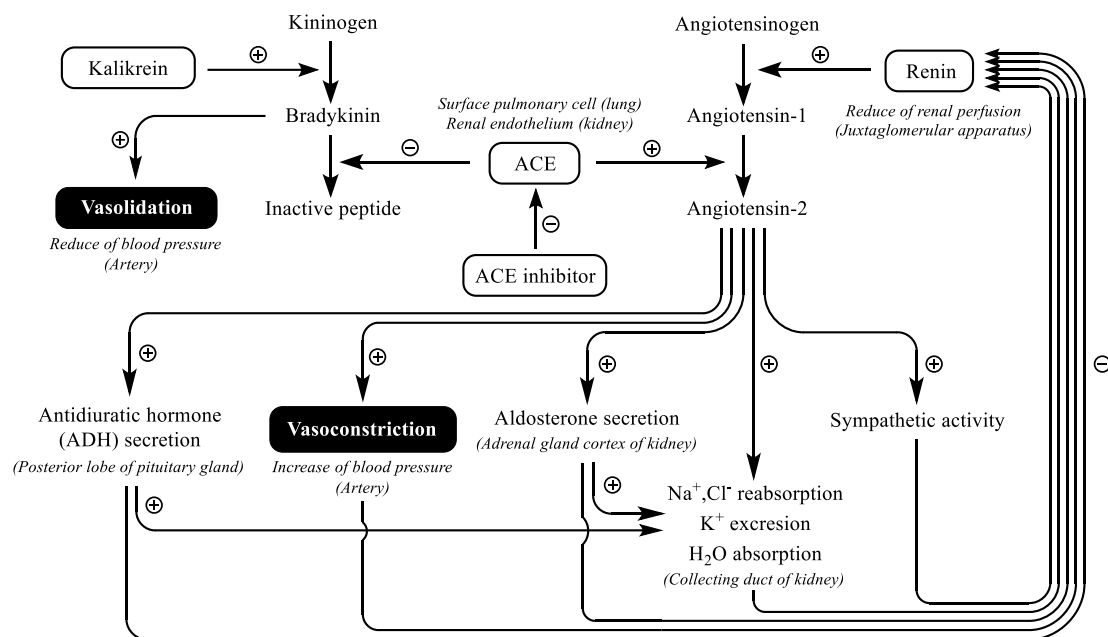 Kininogen
Angiotensinogen
Kalikrein
⊕
⊕
Renin
Bradykinin
Surface pulmonary cell (lung)
Renal endothelium (kidney)
Angiotensin-1
Reduce of renal perfusion
(Juxtaglomerular apparatus)
⊕
⊖
ACE
⊕
Vasolidation
Inactive peptide
Angiotensin-2
⊖
Reduce of blood pressure
(Artery)
ACE inhibitor
⊕
⊕
⊕
⊕
⊕
⊖
Antidiuratic hormone
(ADH) secretion
(Posterior lobe of pituitary gland)
Vasoconstriction
Increase of blood pressure
(Artery)
Aldosterone secretion
(Adrenal gland cortex of kidney)
Sympathetic activity
⊕
Na⁺,Cl⁻ reabsorption
K⁺ excresion
H₂O absorption
(Collecting duct of kidney)
⊕